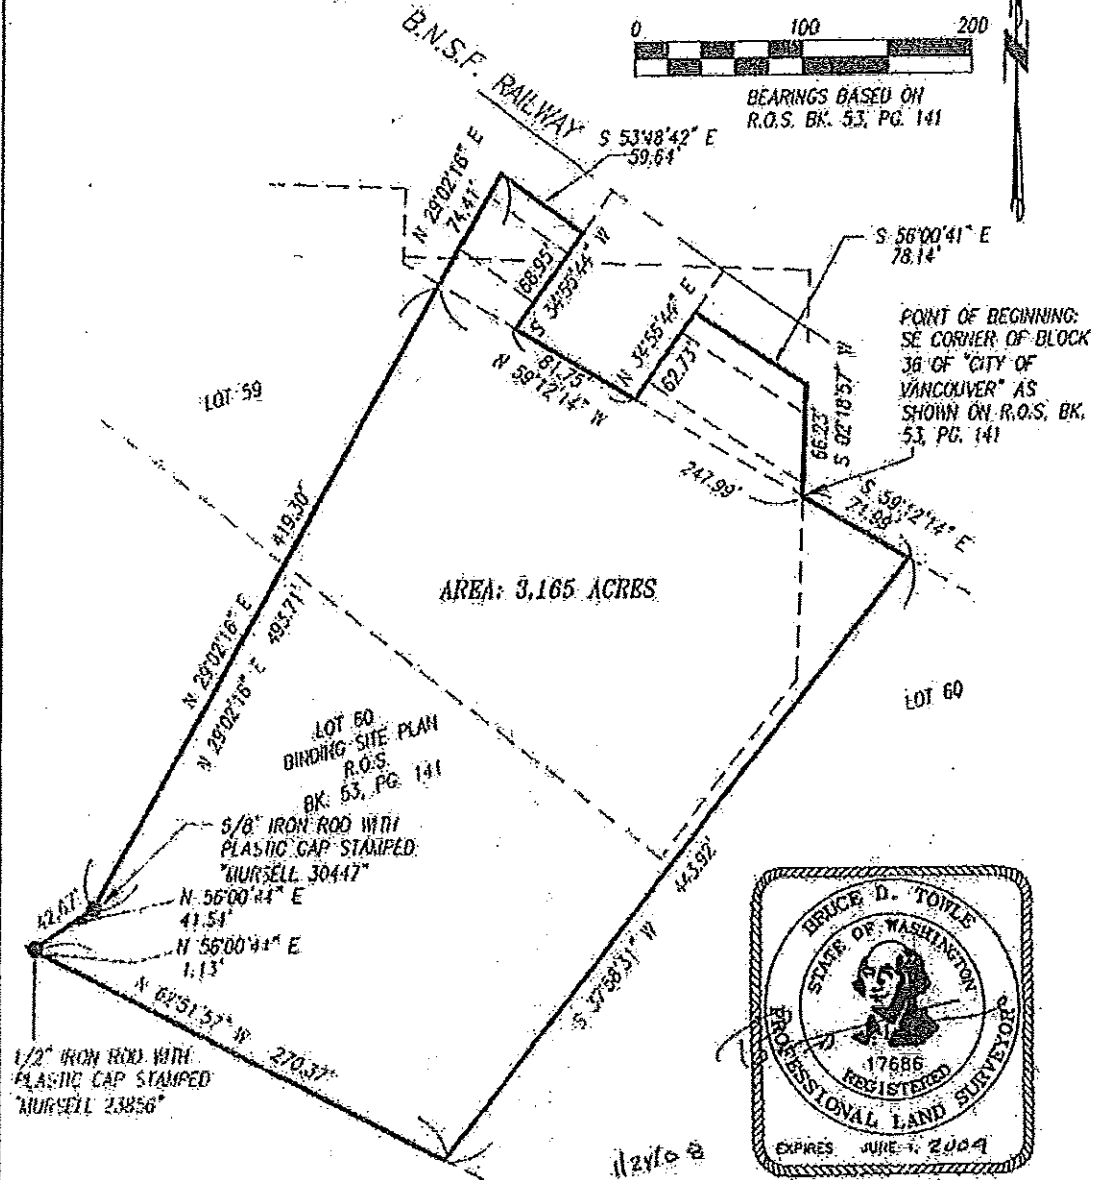 0 100 200
BEARINGS BASED ON
R.O.S. BK. 53, PG. 141
B.N.S.F. RAILWAY
S 53°48'42" E
59.64'
N 29°02'16" E
74.41'
68.95'
S 34°55'44" W
N 34°55'44" E
62.73'
81.75'
N 59°12'14" W
S 56°00'41" E
78.14'
66.23'
S 02°18'57" W
POINT OF BEGINNING:
SE CORNER OF BLOCK
36 OF "CITY OF
VANCOUVER" AS
SHOWN ON R.O.S. BK.
53, PG. 141
247.99'
S 59°12'14" E
71.99'
LOT 59
419.30'
N 29°02'16" E
N 29°02'16" E 493.71'
AREA: 3.165 ACRES
LOT 60
LOT 60
BINDING SITE PLAN
R.O.S.
BK. 53, PG. 141
5/8" IRON ROD WITH
PLASTIC CAP STAMPED
"MURSELL 30447"
42.67'
N 56°00'44" E
41.54'
N 56°00'44" E
1.13'
N 62°51'57" W 270.37'
443.92'
S 37°58'31" W
1/2" IRON ROD WITH
PLASTIC CAP STAMPED
"MURSELL 23856"
BRUCE D. TOWLE
STATE OF WASHINGTON
17686
REGISTERED
PROFESSIONAL LAND SURVEYOR
EXPIRES JUNE 1, 2009